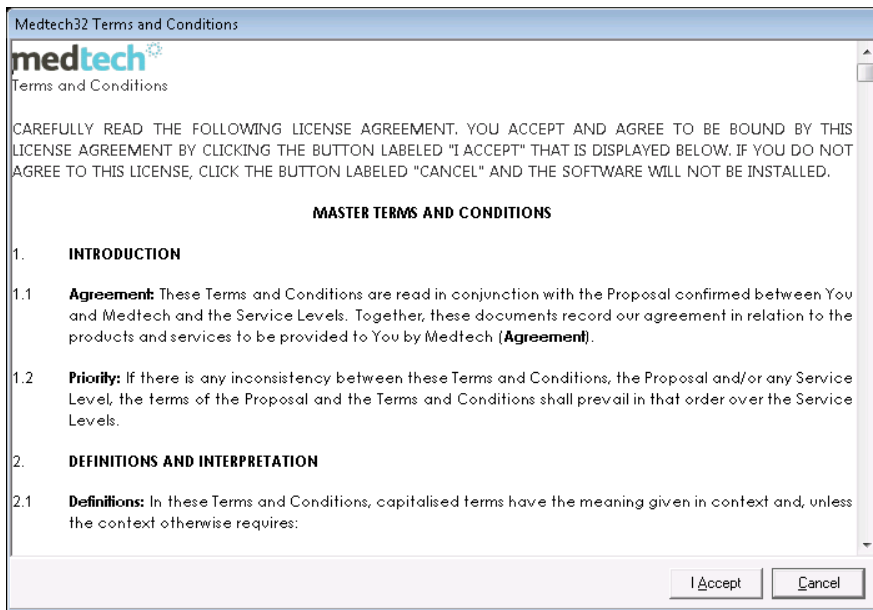 Medtech32 Terms and Conditions
medtech
Terms and Conditions
CAREFULLY READ THE FOLLOWING LICENSE AGREEMENT. YOU ACCEPT AND AGREE TO BE BOUND BY THIS
LICENSE AGREEMENT BY CLICKING THE BUTTON LABELED "I ACCEPT" THAT IS DISPLAYED BELOW. IF YOU DO NOT
AGREE TO THIS LICENSE, CLICK THE BUTTON LABELED "CANCEL" AND THE SOFTWARE WILL NOT BE INSTALLED.
MASTER TERMS AND CONDITIONS
1. INTRODUCTION
1.1 Agreement: These Terms and Conditions are read in conjunction with the Proposal confirmed between You
and Medtech and the Service Levels. Together, these documents record our agreement in relation to the
products and services to be provided to You by Medtech (Agreement).
1.2 Priority: If there is any inconsistency between these Terms and Conditions, the Proposal and/or any Service
Level, the terms of the Proposal and the Terms and Conditions shall prevail in that order over the Service
Levels.
2. DEFINITIONS AND INTERPRETATION
2.1 Definitions: In these Terms and Conditions, capitalised terms have the meaning given in context and, unless
the context otherwise requires:
I Accept Cancel